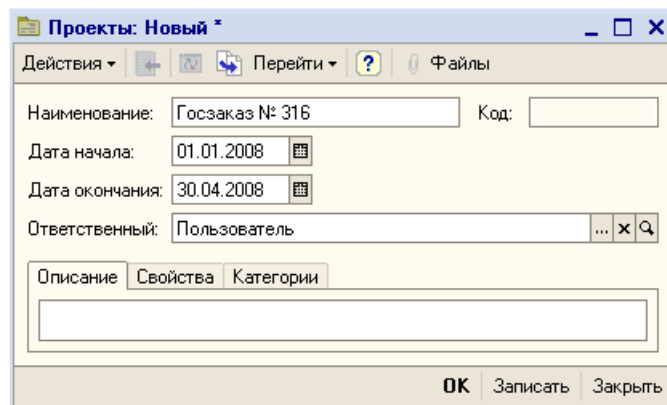 Проекты: Новый *
Действия Перейти ? Файлы
Наименование: Госзаказ № 316 Код:
Дата начала: 01.01.2008
Дата окончания: 30.04.2008
Ответственный: Пользователь ... x
Описание Свойства Категории
OK Записать Закрыть